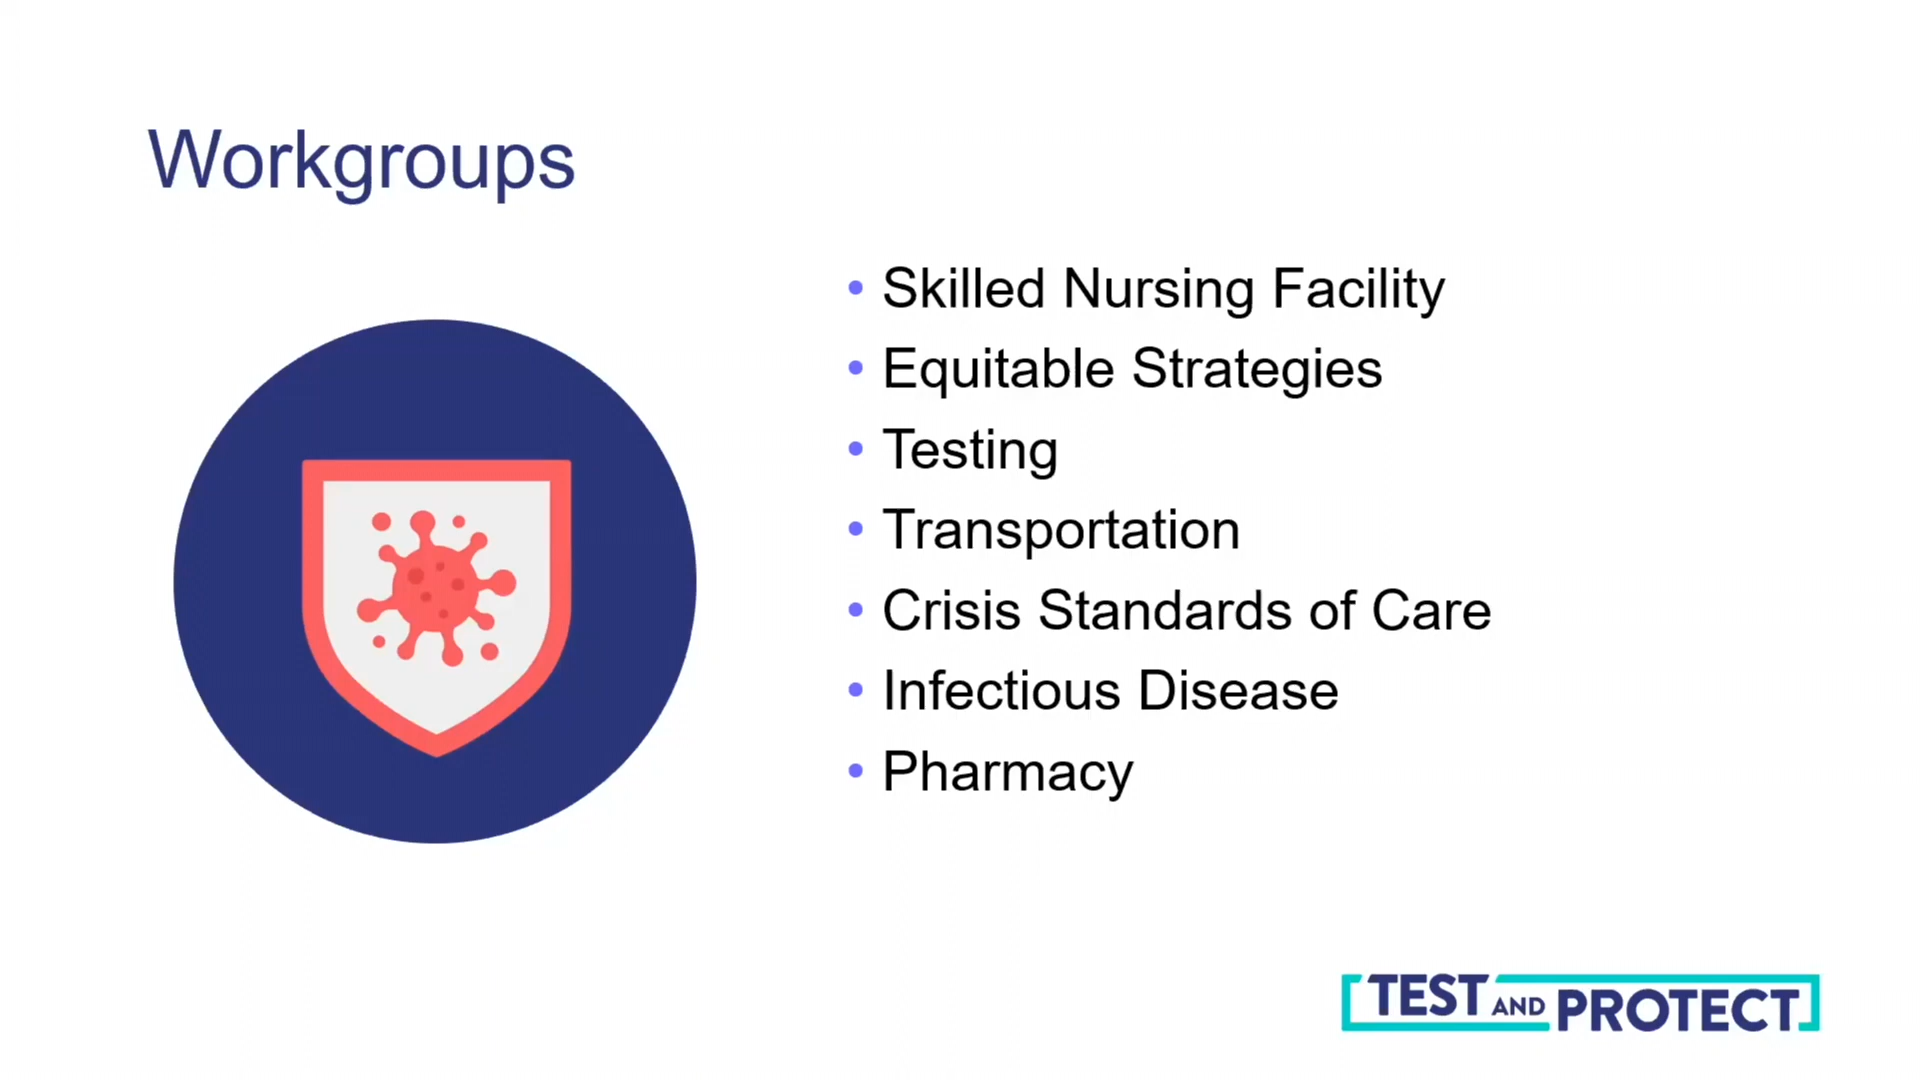 Workgroups
• Skilled Nursing Facility
• Equitable Strategies
• Testing
• Transportation
• Crisis Standards of Care
• Infectious Disease
• Pharmacy
TEST AND PROTECT